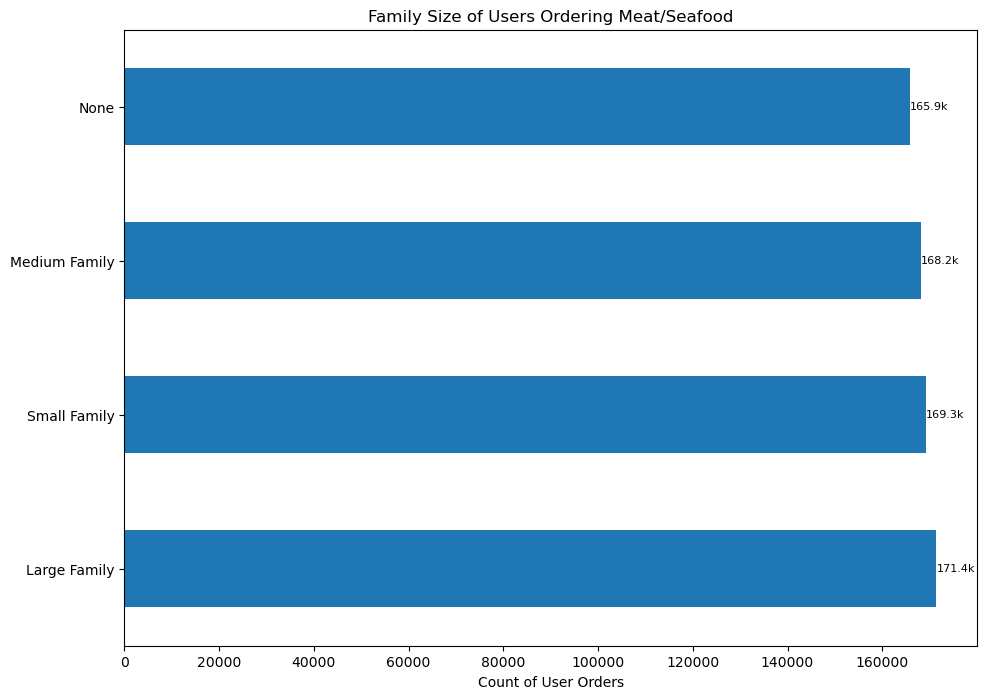 Family Size of Users Ordering Meat/Seafood
None
165.9k
Medium Family
168.2k
Small Family
169.3k
Large Family
171.4k
0 20000 40000 60000 80000 100000 120000 140000 160000
Count of User Orders